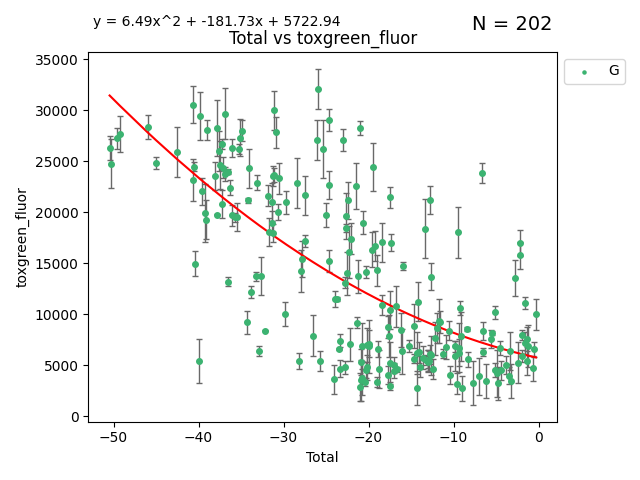 y = 6.49x^2 + -181.73x + 5722.94
N = 202
Total vs toxgreen_fluor
G
35000
30000
25000
20000
15000
10000
5000
0
toxgreen_fluor
−50 −40 −30 −20 −10 0
Total